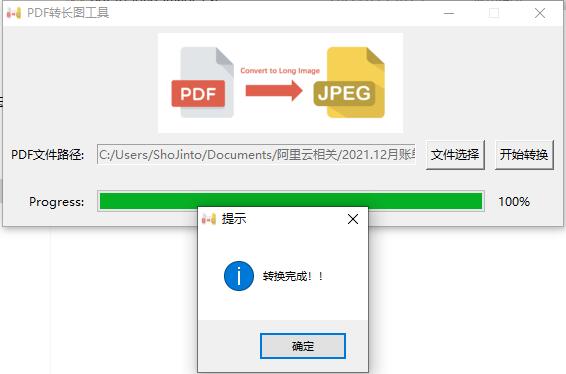 PDF转长图工具
Convert to Long Image
PDF
JPEG
PDF文件路径:
C:/Users/ShoJinto/Documents/阿里云相关/2021.12月账单
文件选择
开始转换
Progress:
100%
提示
转换完成！！
确定